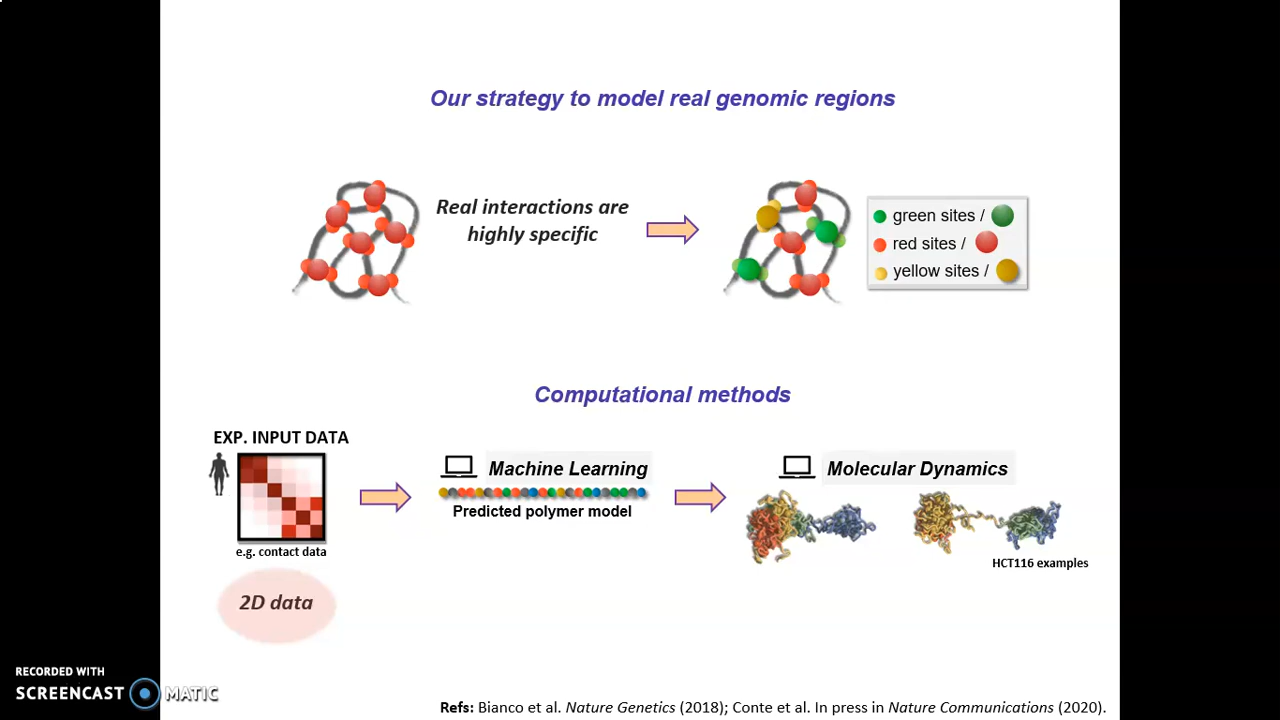 Our strategy to model real genomic regions
Real interactions are
highly specific
green sites /
red sites /
yellow sites /
Computational methods
EXP. INPUT DATA
Machine Learning
Molecular Dynamics
Predicted polymer model
e.g. contact data
HCT116 examples
2D data
RECORDED WITH
SCREENCAST MATIC
Refs: Bianco et al. Nature Genetics (2018); Conte et al. In press in Nature Communications (2020).